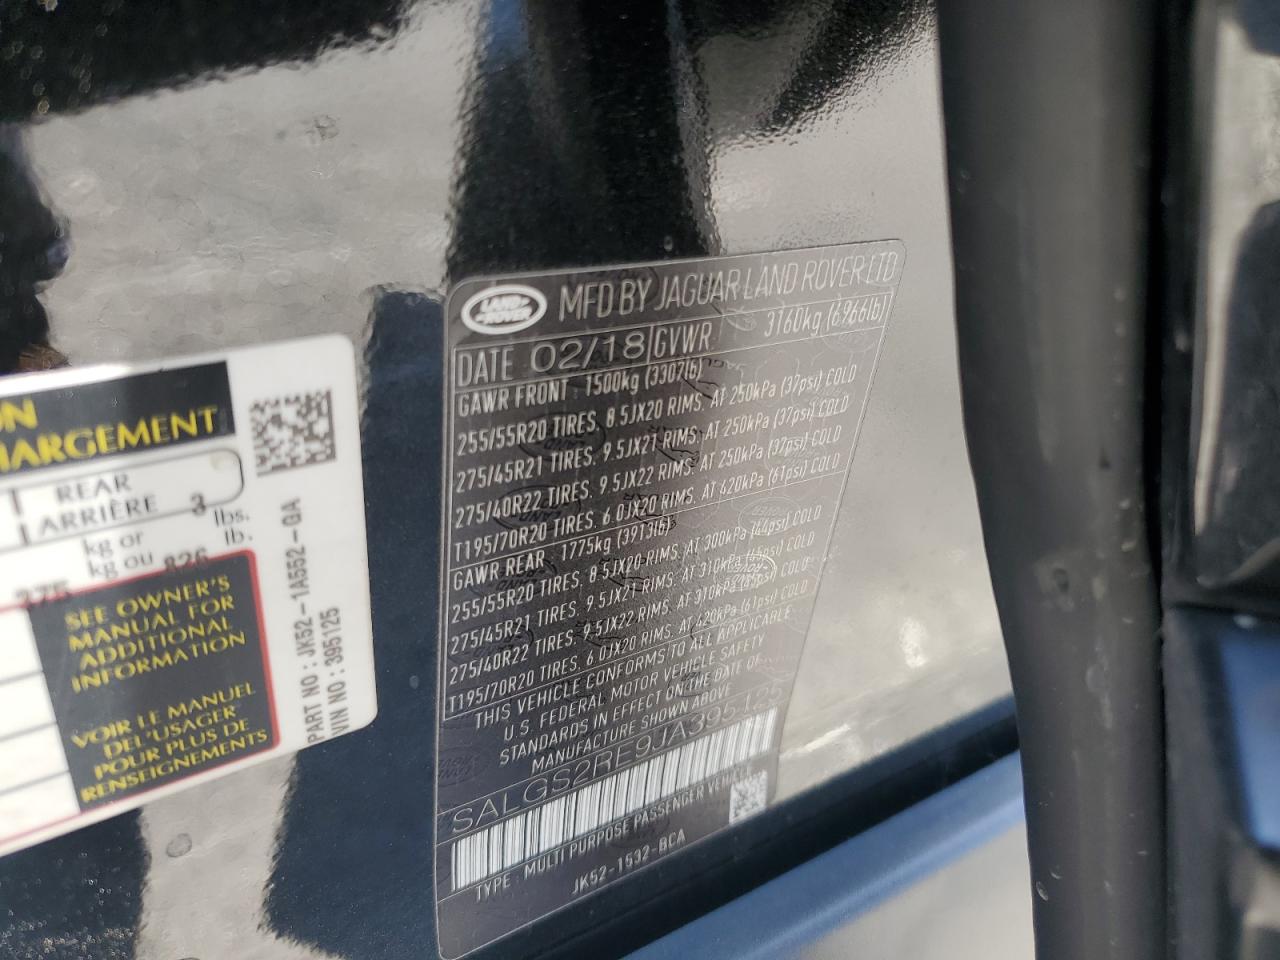 ON
HARGEMENT
REAR
ARRIÈRE 3
kg or lbs.
kg ou 826 lb.
375
SEE OWNER'S
MANUAL FOR
ADDITIONAL
INFORMATION
VOIR LE MANUEL
DEL'USAGER
POUR PLUS DE
RENSEIGNEMENTS
PART NO : JK52-1A552-GA
VIN NO : 395125
LAND ROVER
MFD BY JAGUAR LAND ROVER LTD
DATE 02/18 GVWR 3160kg (6966lb)
GAWR FRONT 1500kg (3307lb)
255/55R20 TIRES. 8.5JX20 RIMS. AT 250kPa (37psi) COLD
275/45R21 TIRES. 9.5JX21 RIMS. AT 250kPa (37psi) COLD
275/40R22 TIRES. 9.5JX22 RIMS. AT 250kPa (37psi) COLD
T195/70R20 TIRES. 6.0JX20 RIMS. AT 420kPa (61psi) COLD
GAWR REAR 1775kg (3913lb)
255/55R20 TIRES. 8.5JX20 RIMS. AT 300kPa (44psi) COLD
275/45R21 TIRES. 9.5JX21 RIMS. AT 310kPa (45psi) COLD
275/40R22 TIRES. 9.5JX22 RIMS. AT 310kPa COLD
T195/70R20 TIRES. 6.0JX20 RIMS. AT 420kPa (61psi) COLD
THIS VEHICLE CONFORMS TO ALL APPLICABLE
U.S. FEDERAL MOTOR VEHICLE SAFETY
STANDARDS IN EFFECT ON THE DATE OF
MANUFACTURE SHOWN ABOVE
SALGS2RE9JA395125
TYPE : MULTI PURPOSE PASSENGER VEHICLE
JK52-1532-BCA